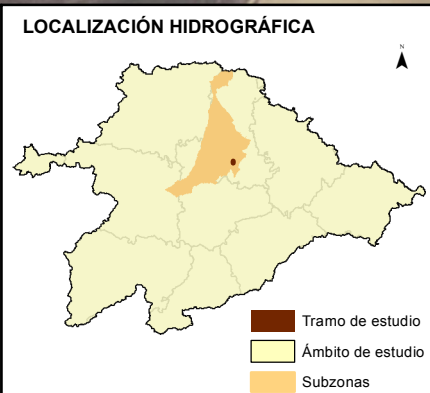 LOCALIZACIÓN HIDROGRÁFICA
N
Tramo de estudio
Ámbito de estudio
Subzonas